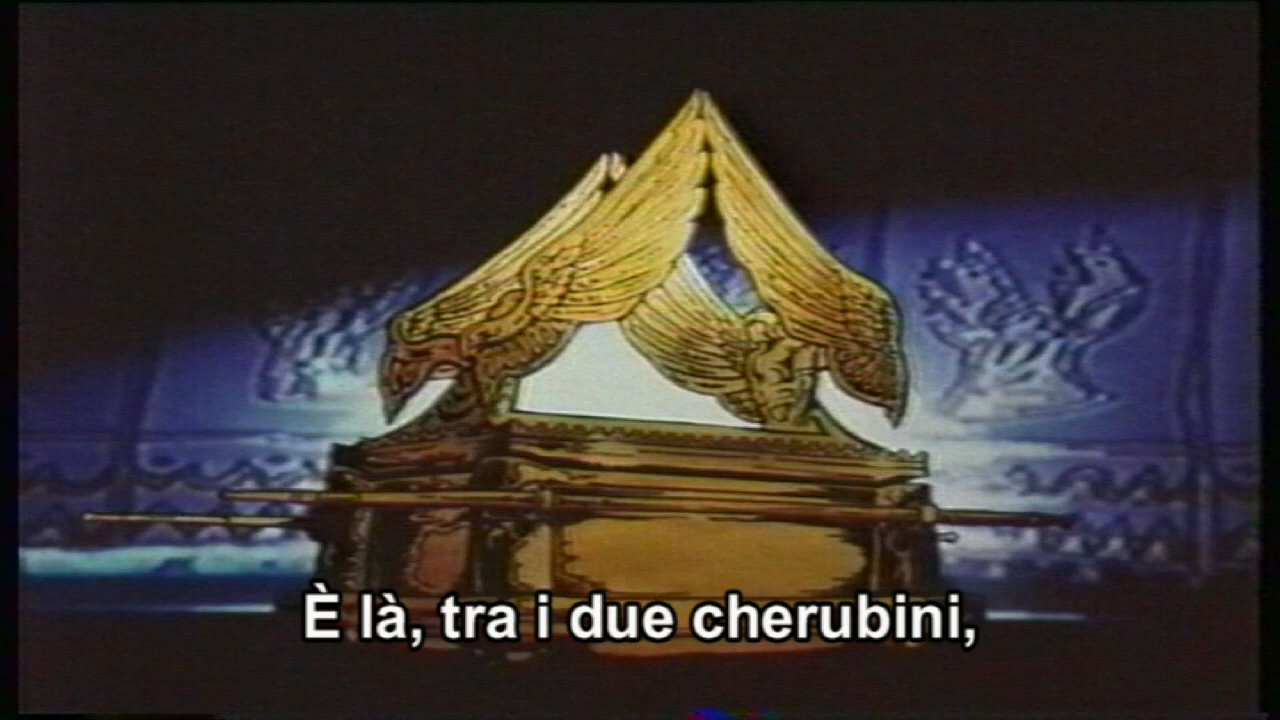 È là, tra i due cherubini,